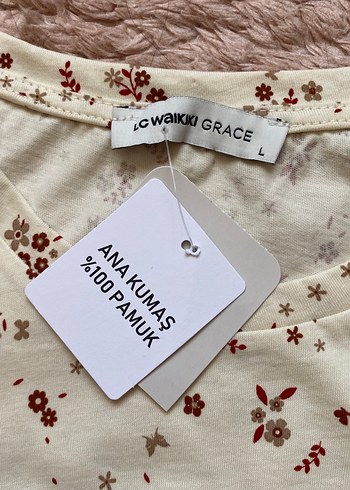 LC WAIKIKI GRACE
L
ANA KUMAŞ
%100 PAMUK